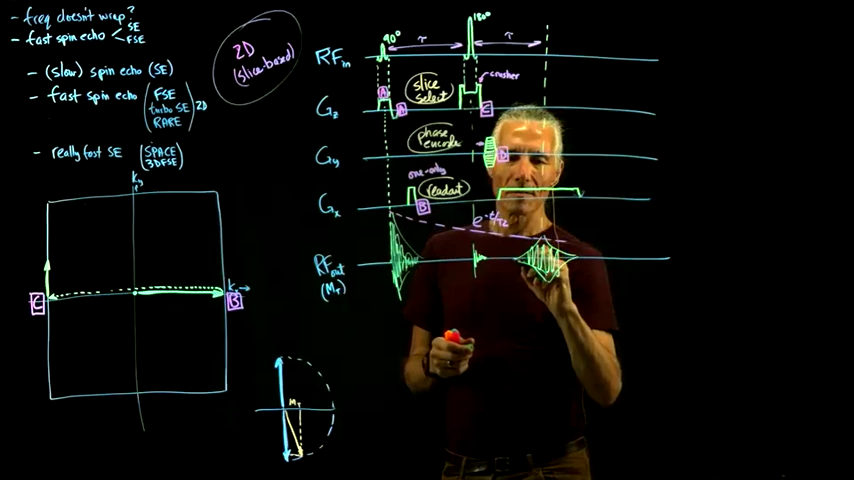 - freq doesn't wrap?
- fast spin echo < SE
FSE
- (slow) spin echo (SE)
- fast spin echo (FSE
turbo SE
RARE) 2D
- really fast SE (SPACE
3DFSE)
2D
(slice-based)
ky
kx
C
B
MT
RFin
90°
τ
180°
τ
Gz
A
A
slice
select
crusher
C
Gy
phase
encode
D
Gx
one-only
readout
B
e-t/T2
RFout
(MT)